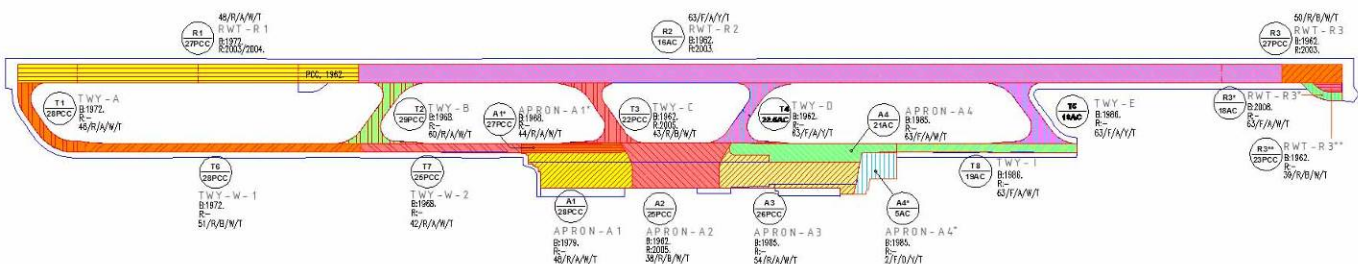 48/R/A/W/T
R1
27PCC
RWT-R1
B:1972.
R:2003/2004.
63/F/A/Y/T
R2
16AC
RWT-R2
B:1962.
R:2003.
50/R/B/W/T
R3
27PCC
RWT-R3
B:1962.
R:2003.
PCC, 1962.
T1
28PCC
TWY-A
B:1972.
R:-
48/R/A/W/T
T2
29PCC
TWY-B
B:1968.
R:-
60/R/A/W/T
A1*
27PCC
APRON-A1*
B:1968.
R:-
44/R/A/W/T
T3
22PCC
TWY-C
B:1962.
R:2005.
43/R/B/W/T
T4
TWY-D
B:1962.
R:-
63/F/A/Y/T
A4
21AC
APRON-A4
B:1985.
R:-
63/F/A/W/T
T5
TWY-E
B:1986.
R:-
63/F/A/Y/T
R3*
18AC
RWT-R3*
B:2008.
R:-
63/F/A/W/T
R3**
23PCC
RWT-R3**
B:1962.
R:-
39/R/B/W/T
T6
28PCC
TWY-W-1
B:1972.
R:-
51/R/B/W/T
T7
25PCC
TWY-W-2
B:1968.
R:-
42/R/A/W/T
A1
28PCC
APRON-A1
B:1979.
R:-
48/R/A/W/T
A2
25PCC
APRON-A2
B:1962.
R:2005.
38/R/B/W/T
A3
26PCC
APRON-A3
B:1985.
R:-
54/R/A/W/T
A4*
5AC
APRON-A4*
B:1985.
R:-
2/F/D/Y/T
T8
19AC
TWY-I
B:1986.
R:-
63/F/A/W/T